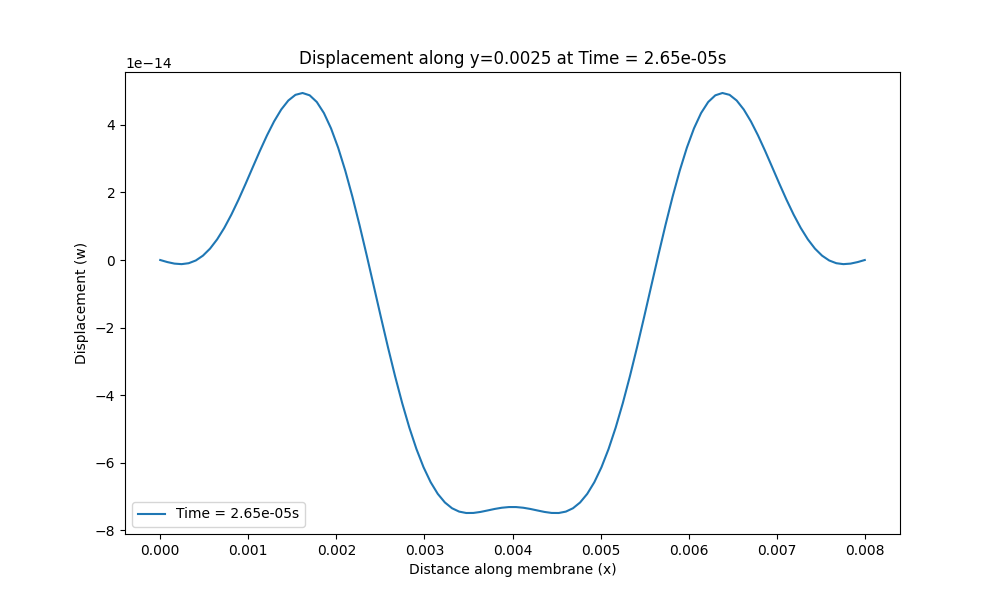 Displacement along y=0.0025 at Time = 2.65e-05s
1e−14
4
2
0
−2
−4
−6
−8
Displacement (w)
Time = 2.65e-05s
0.000 0.001 0.002 0.003 0.004 0.005 0.006 0.007 0.008
Distance along membrane (x)